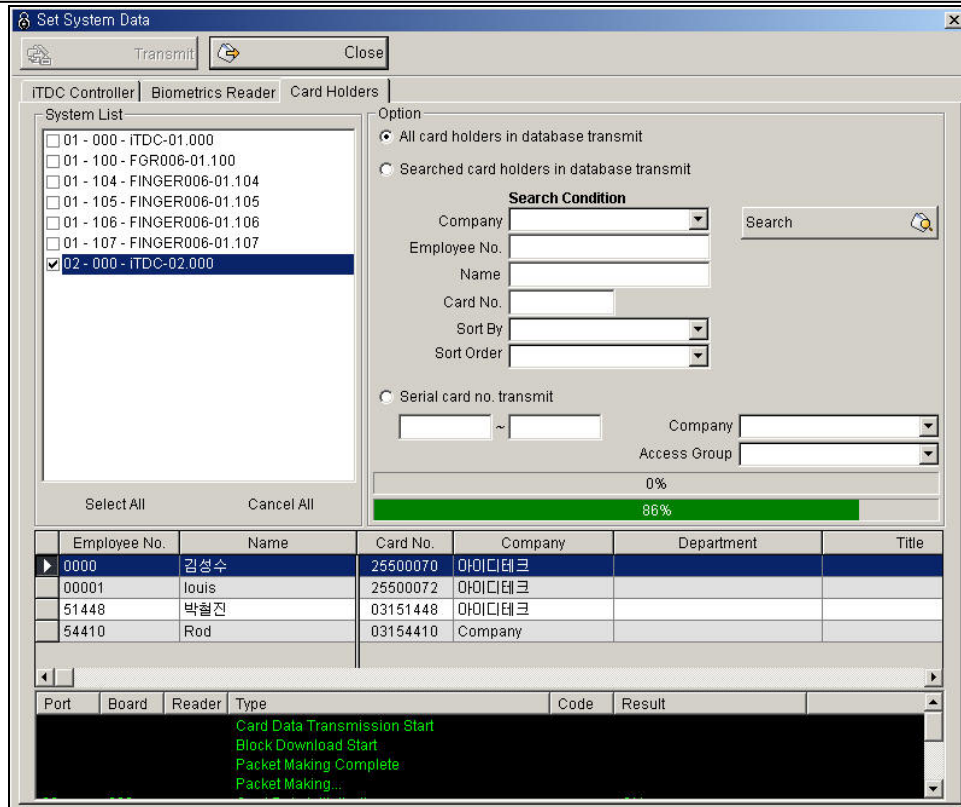 Set System Data
Transmit Close
iTDC Controller Biometrics Reader Card Holders
System List
01 - 000 - iTDC-01.000
01 - 100 - FGR006-01.100
01 - 104 - FINGER006-01.104
01 - 105 - FINGER006-01.105
01 - 106 - FINGER006-01.106
01 - 107 - FINGER006-01.107
02 - 000 - iTDC-02.000
Select All Cancel All
Option
All card holders in database transmit
Searched card holders in database transmit
Search Condition
Company Search
Employee No.
Name
Card No.
Sort By
Sort Order
Serial card no. transmit
~ Company
Access Group
0%
86%
Employee No. Name Card No. Company Department Title
0000 김성수 25500070 아이디테크
00001 louis 25500072 아이디테크
51448 박철진 03151448 아이디테크
54410 Rod 03154410 Company
Port Board Reader Type Code Result
Card Data Transmission Start
Block Download Start
Packet Making Complete
Packet Making...